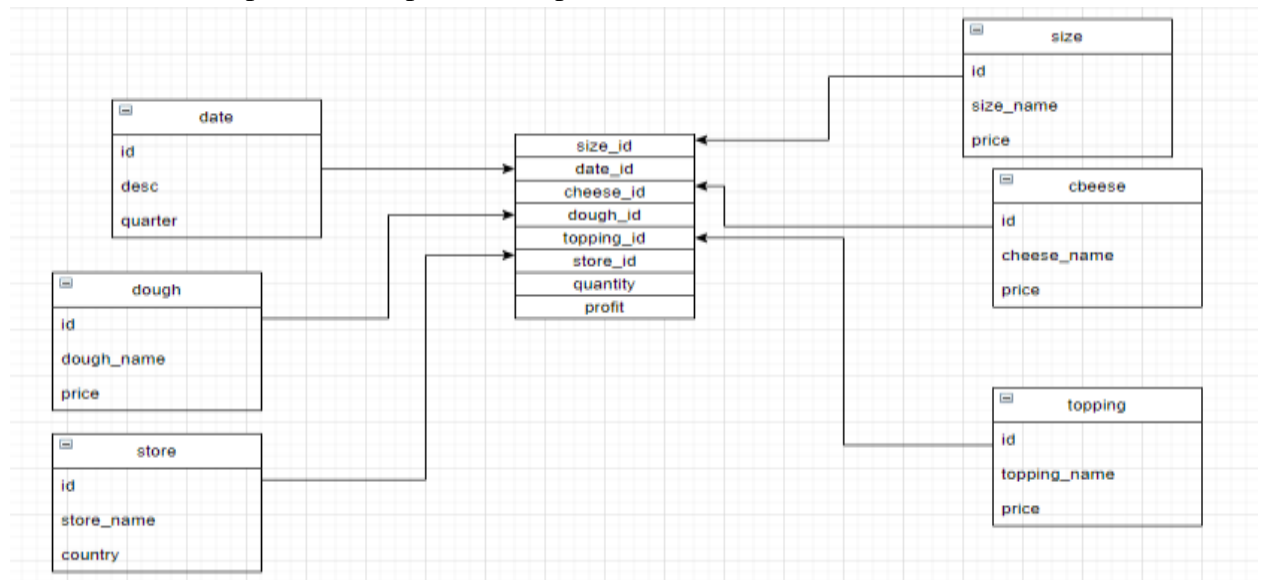 date
id
desc
quarter
dough
id
dough_name
price
store
id
store_name
country
size_id
date_id
cheese_id
dough_id
topping_id
store_id
quantity
profit
size
id
size_name
price
cbeese
id
cheese_name
price
topping
id
topping_name
price